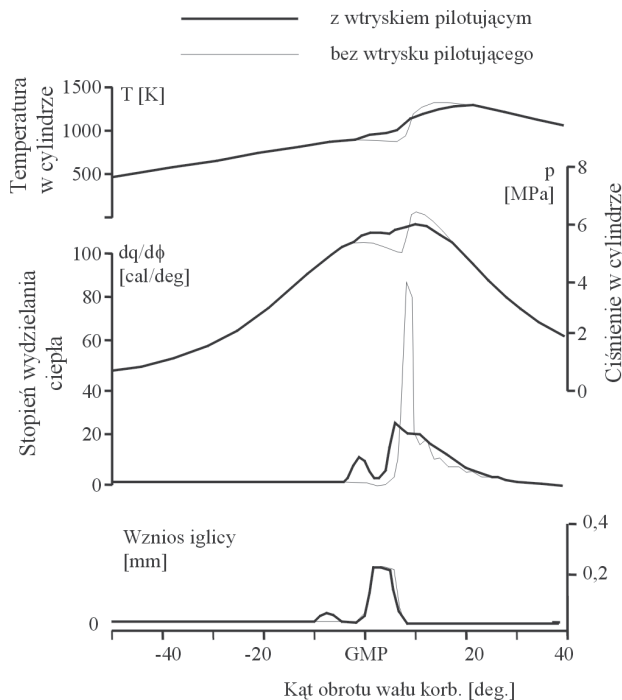 z wtryskiem pilotującym
bez wtrysku pilotującego
Temperatura
w cylindrze
T [K]
1500
1000
500
p
[MPa]
8
6
4
2
0
Ciśnienie w cylindrze
dq/dϕ
[cal/deg]
Stopień wydzielania
ciepła
100
80
60
40
20
0
Wznios iglicy
[mm]
0,4
0,2
0
-40
-20
GMP
20
40
Kąt obrotu wału korb. [deg.]